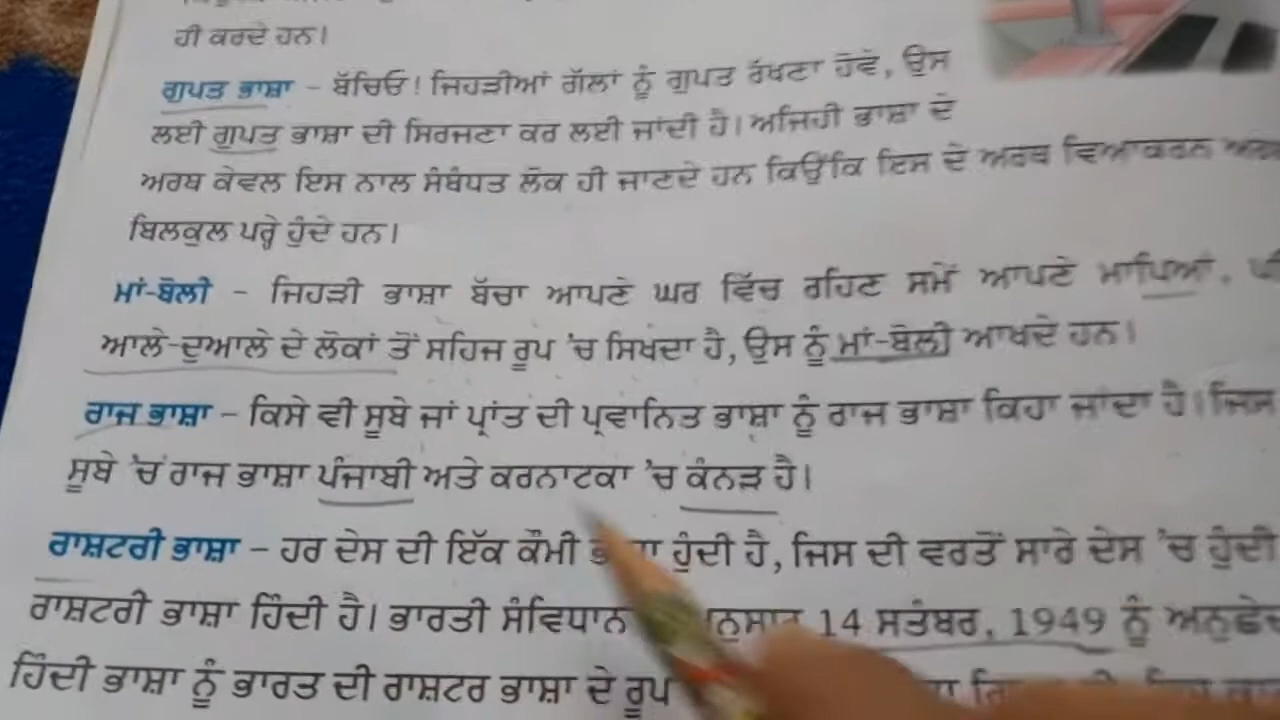 ਹੀ ਕਰਦੇ ਹਨ।
ਗੁਪਤ ਭਾਸ਼ਾ – ਬੱਚਿਓ! ਜਿਹੜੀਆਂ ਗੱਲਾਂ ਨੂੰ ਗੁਪਤ ਰੱਖਣਾ ਹੋਵੇ, ਉਸ
ਲਈ ਗੁਪਤ ਭਾਸ਼ਾ ਦੀ ਸਿਰਜਣਾ ਕਰ ਲਈ ਜਾਂਦੀ ਹੈ। ਅਜਿਹੀ ਭਾਸ਼ਾ ਦੇ
ਅਰਥ ਕੇਵਲ ਇਸ ਨਾਲ ਸੰਬੰਧਤ ਲੋਕ ਹੀ ਜਾਣਦੇ ਹਨ ਕਿਉਂਕਿ ਇਸ ਦੇ ਅਰਥ ਵਿਆਕਰਨ
ਬਿਲਕੁਲ ਪਰ੍ਹੇ ਹੁੰਦੇ ਹਨ।
ਮਾਂ-ਬੋਲੀ – ਜਿਹੜੀ ਭਾਸ਼ਾ ਬੱਚਾ ਆਪਣੇ ਘਰ ਵਿੱਚ ਰਹਿਣ ਸਮੇਂ ਆਪਣੇ ਮਾਪਿਆਂ,
ਆਲੇ-ਦੁਆਲੇ ਦੇ ਲੋਕਾਂ ਤੋਂ ਸਹਿਜ ਰੂਪ 'ਚ ਸਿਖਦਾ ਹੈ, ਉਸ ਨੂੰ ਮਾਂ-ਬੋਲੀ ਆਖਦੇ ਹਨ।
ਰਾਜ ਭਾਸ਼ਾ – ਕਿਸੇ ਵੀ ਸੂਬੇ ਜਾਂ ਪ੍ਰਾਂਤ ਦੀ ਪ੍ਰਵਾਨਿਤ ਭਾਸ਼ਾ ਨੂੰ ਰਾਜ ਭਾਸ਼ਾ ਕਿਹਾ ਜਾਂਦਾ ਹੈ। ਜਿਸ
ਸੂਬੇ 'ਚ ਰਾਜ ਭਾਸ਼ਾ ਪੰਜਾਬੀ ਅਤੇ ਕਰਨਾਟਕਾ 'ਚ ਕੰਨੜ ਹੈ।
ਰਾਸ਼ਟਰੀ ਭਾਸ਼ਾ – ਹਰ ਦੇਸ ਦੀ ਇੱਕ ਕੌਮੀ ਹੁੰਦੀ ਹੈ, ਜਿਸ ਦੀ ਵਰਤੋਂ ਸਾਰੇ ਦੇਸ 'ਚ ਹੁੰਦੀ
ਰਾਸ਼ਟਰੀ ਭਾਸ਼ਾ ਹਿੰਦੀ ਹੈ। ਭਾਰਤੀ ਸੰਵਿਧਾਨ 14 ਸਤੰਬਰ, 1949 ਨੂੰ
ਹਿੰਦੀ ਭਾਸ਼ਾ ਨੂੰ ਭਾਰਤ ਦੀ ਰਾਸ਼ਟਰ ਭਾਸ਼ਾ ਦੇ ਰੂਪ